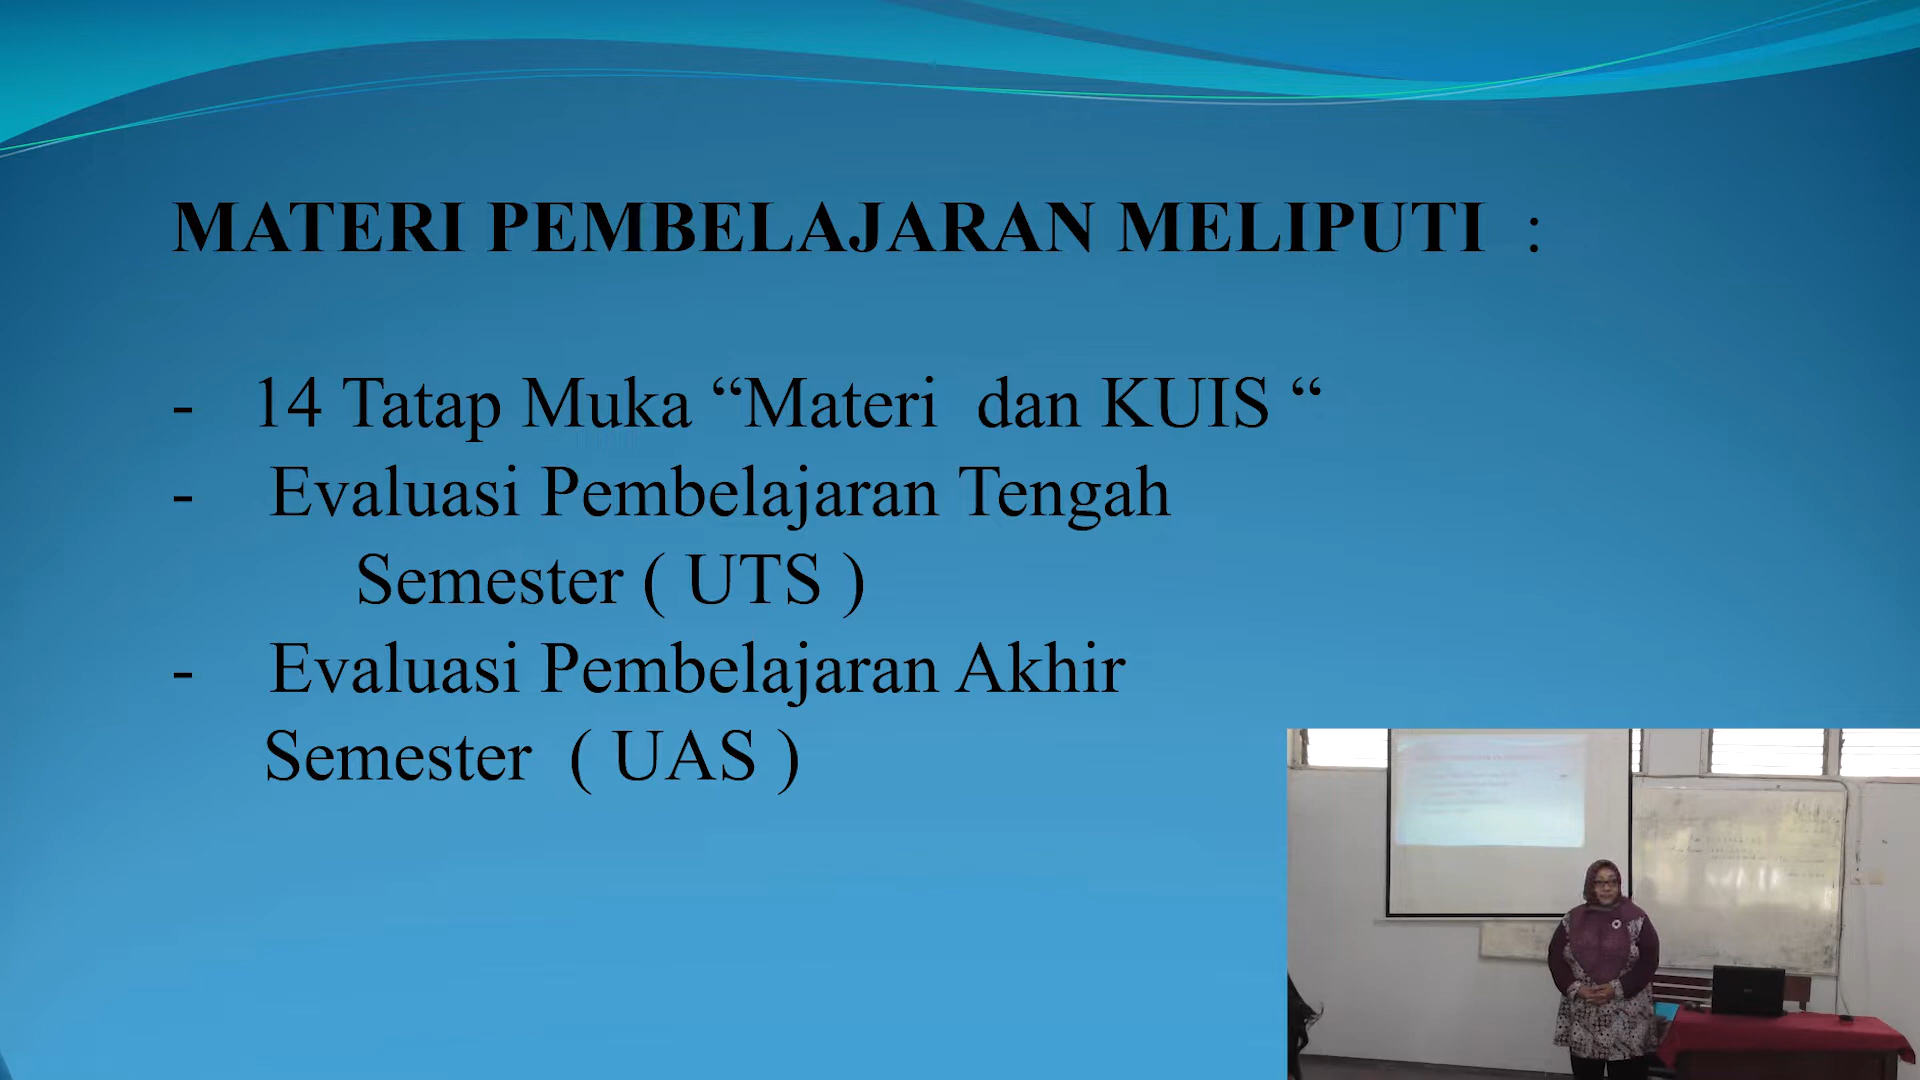 MATERI PEMBELAJARAN MELIPUTI :
- 14 Tatap Muka “Materi dan KUIS “
- Evaluasi Pembelajaran Tengah
Semester ( UTS )
- Evaluasi Pembelajaran Akhir
Semester ( UAS )